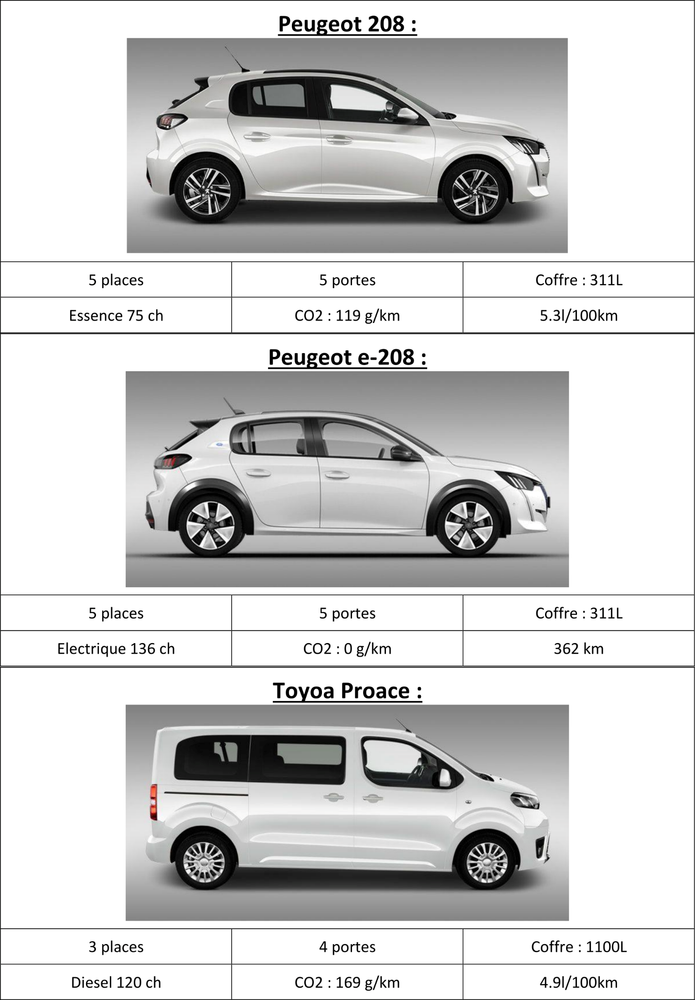 Peugeot 208 :
5 places
5 portes
Coffre : 311L
Essence 75 ch
CO2 : 119 g/km
5.3l/100km
Peugeot e-208 :
5 places
5 portes
Coffre : 311L
Electrique 136 ch
CO2 : 0 g/km
362 km
Toyoa Proace :
3 places
4 portes
Coffre : 1100L
Diesel 120 ch
CO2 : 169 g/km
4.9l/100km